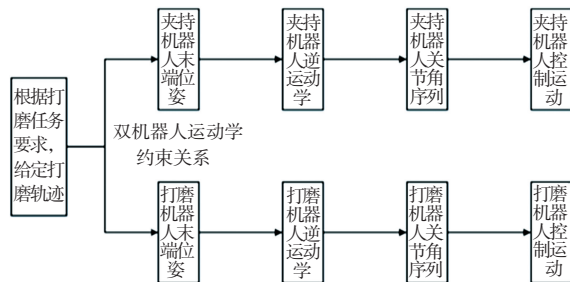 夹持
机器
人末
端位
姿
夹持
机器
人逆
运动
学
夹持
机器
人关
节角
序列
夹持
机器
人控
制运
动
根据打
磨任务
要求，
给定打
磨轨迹
双机器人运动学
约束关系
打磨
机器
人末
端位
姿
打磨
机器
人逆
运动
学
打磨
机器
人关
节角
序列
打磨
机器
人控
制运
动